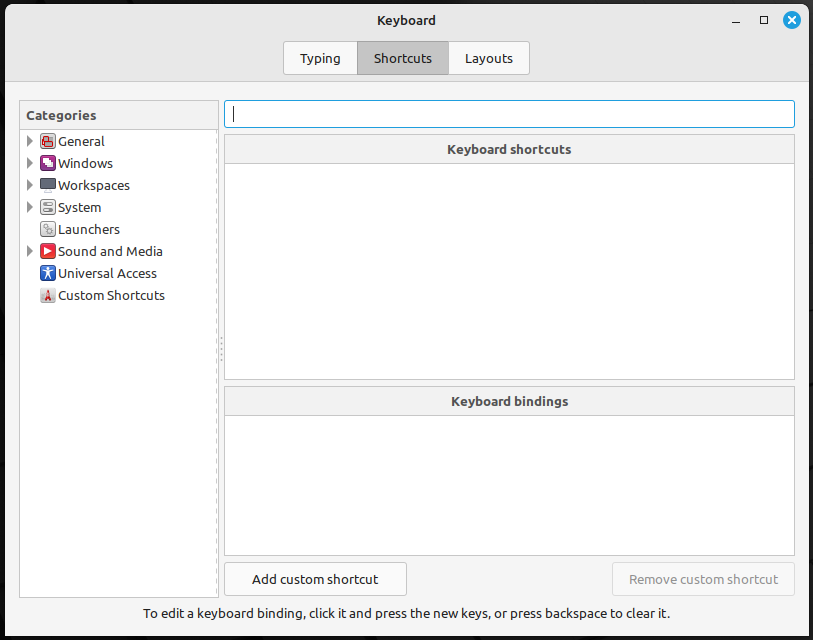 Keyboard
Typing
Shortcuts
Layouts
Categories
General
Windows
Workspaces
System
Launchers
Sound and Media
Universal Access
Custom Shortcuts
Keyboard shortcuts
Keyboard bindings
Add custom shortcut
Remove custom shortcut
To edit a keyboard binding, click it and press the new keys, or press backspace to clear it.